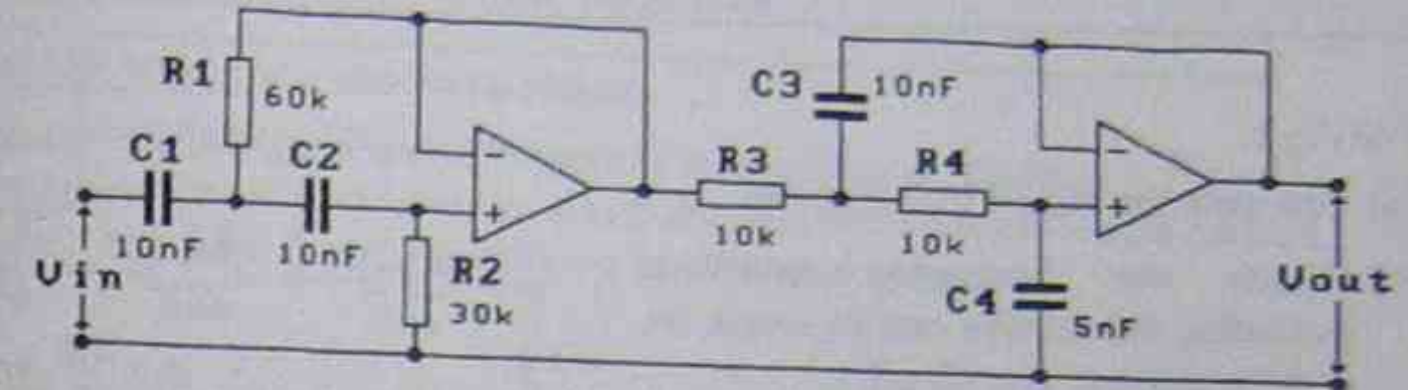 R1
60k
C1
10nF
C2
10nF
R2
30k
Vin
-
+
R3
10k
C3
10nF
R4
10k
C4
5nF
-
+
Vout